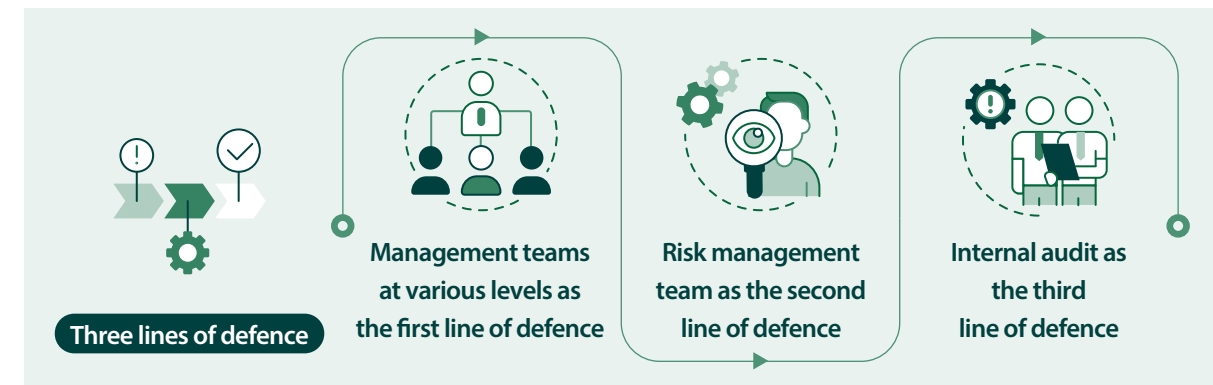 Three lines of defence
Management teams
at various levels as
the first line of defence
Risk management
team as the second
line of defence
Internal audit as
the third
line of defence